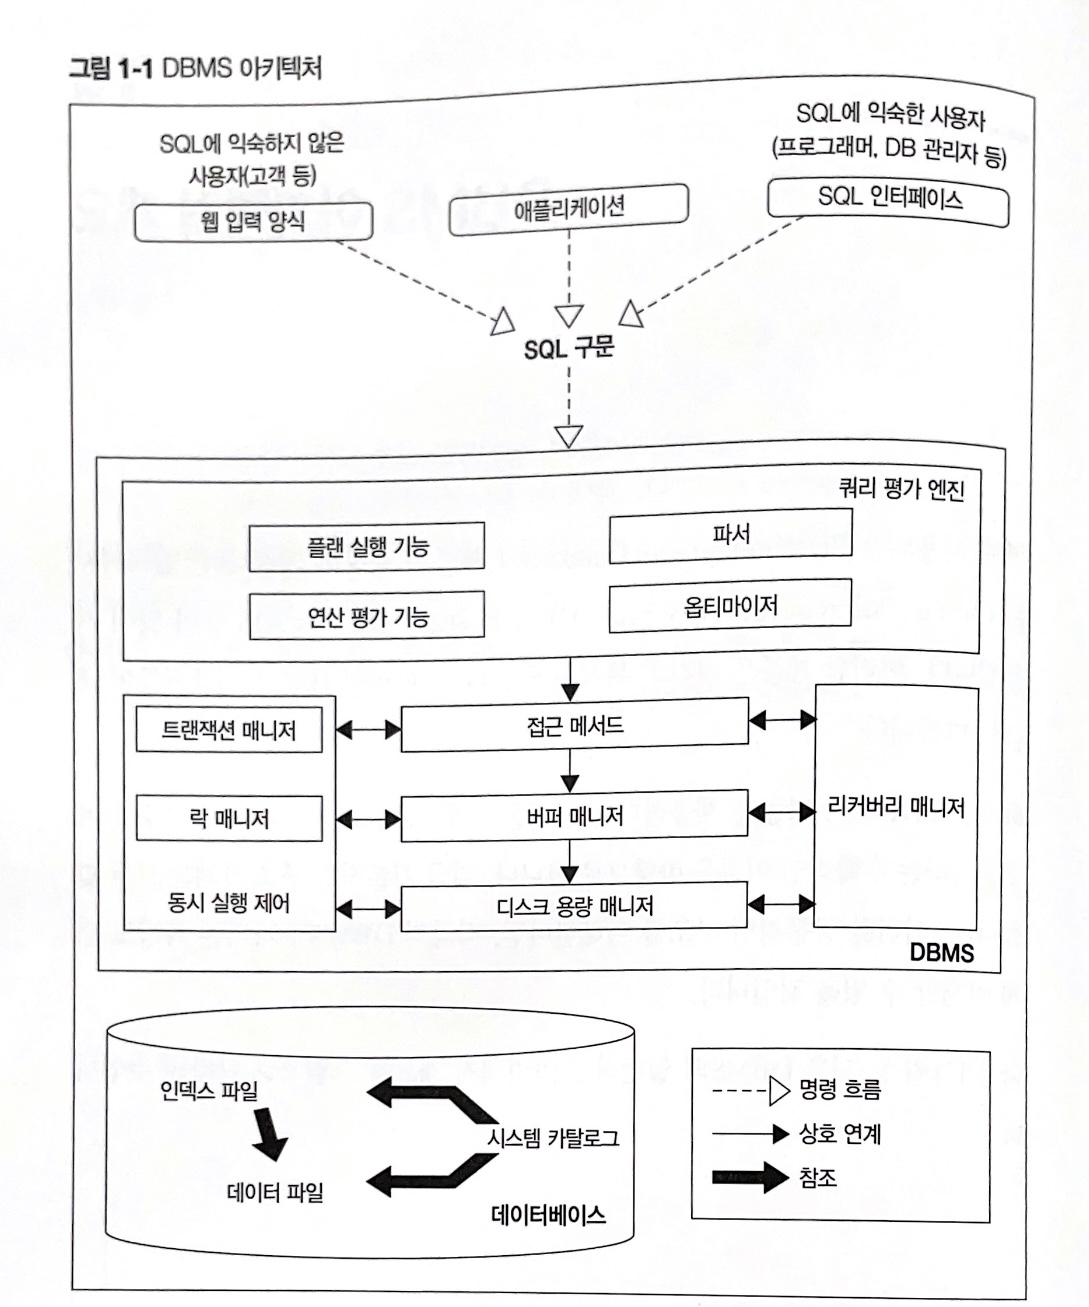 그림 1-1 DBMS 아키텍처
SQL에 익숙하지 않은
사용자(고객 등)
웹 입력 양식
애플리케이션
SQL에 익숙한 사용자
(프로그래머, DB 관리자 등)
SQL 인터페이스
SQL 구문
쿼리 평가 엔진
플랜 실행 기능
파서
연산 평가 기능
옵티마이저
트랜잭션 매니저
접근 메서드
락 매니저
버퍼 매니저
리커버리 매니저
동시 실행 제어
디스크 용량 매니저
DBMS
인덱스 파일
시스템 카탈로그
데이터 파일
데이터베이스
명령 흐름
상호 연계
참조